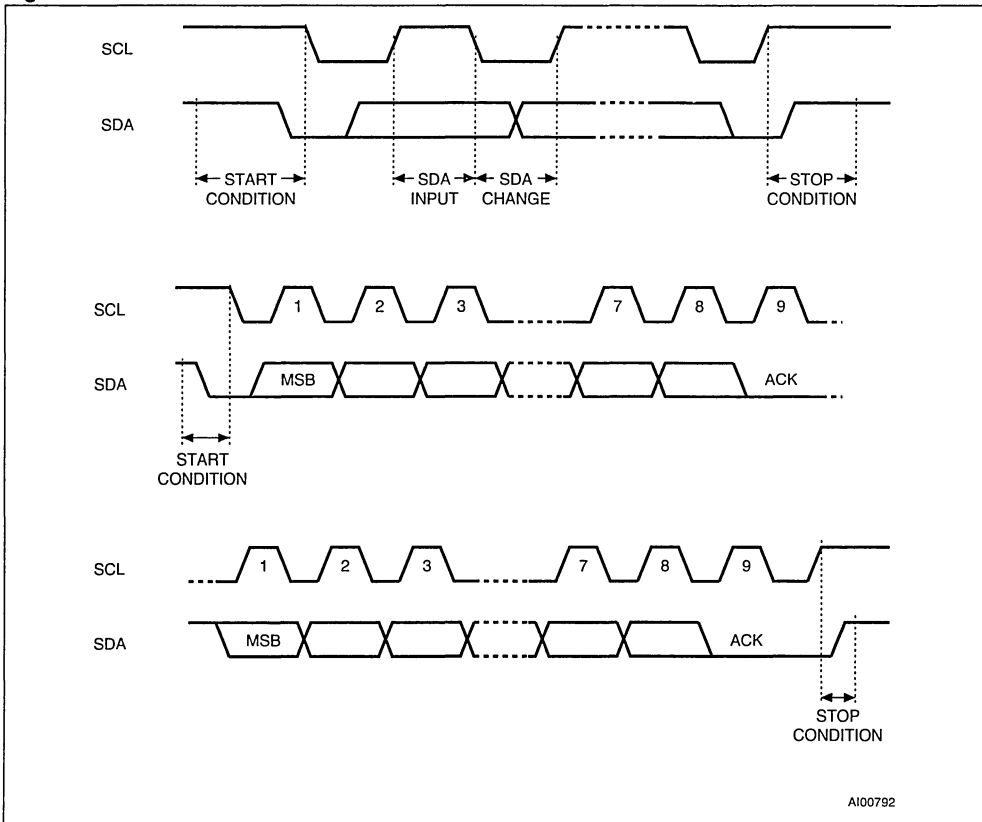 SCL
SDA
START CONDITION
SDA INPUT
SDA CHANGE
STOP CONDITION
SCL
1 2 3 7 8 9
SDA
MSB ACK
START CONDITION
SCL
1 2 3 7 8 9
SDA
MSB ACK
STOP CONDITION
AI00792